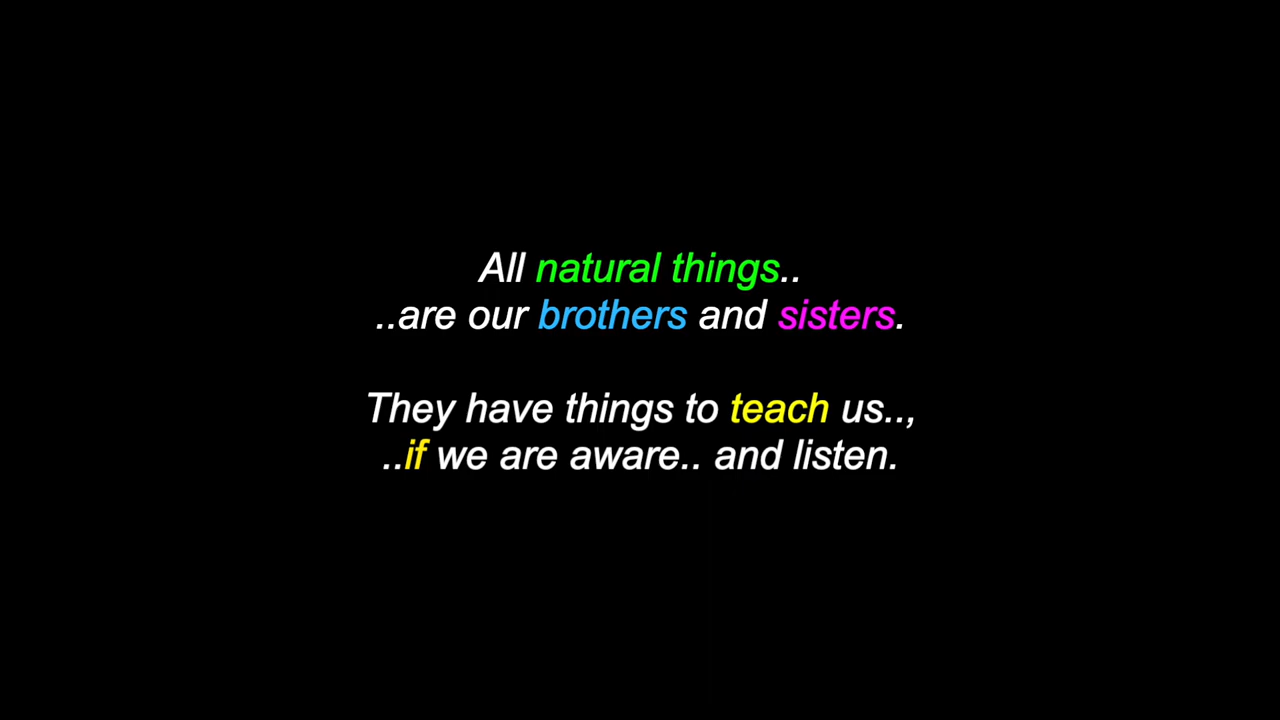 All natural things..
..are our brothers and sisters.
They have things to teach us..,
..if we are aware.. and listen.